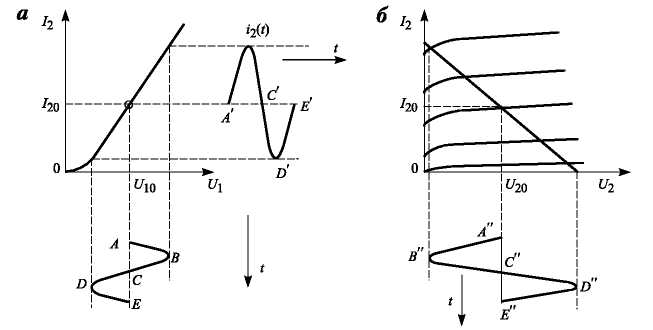 а
I₂
i₂(t)
t
I₂₀
A′
C′
E′
D′
0
U₁₀
U₁
A
B
C
D
E
t
б
I₂
I₂₀
0
U₂₀
U₂
A″
B″
C″
D″
E″
t